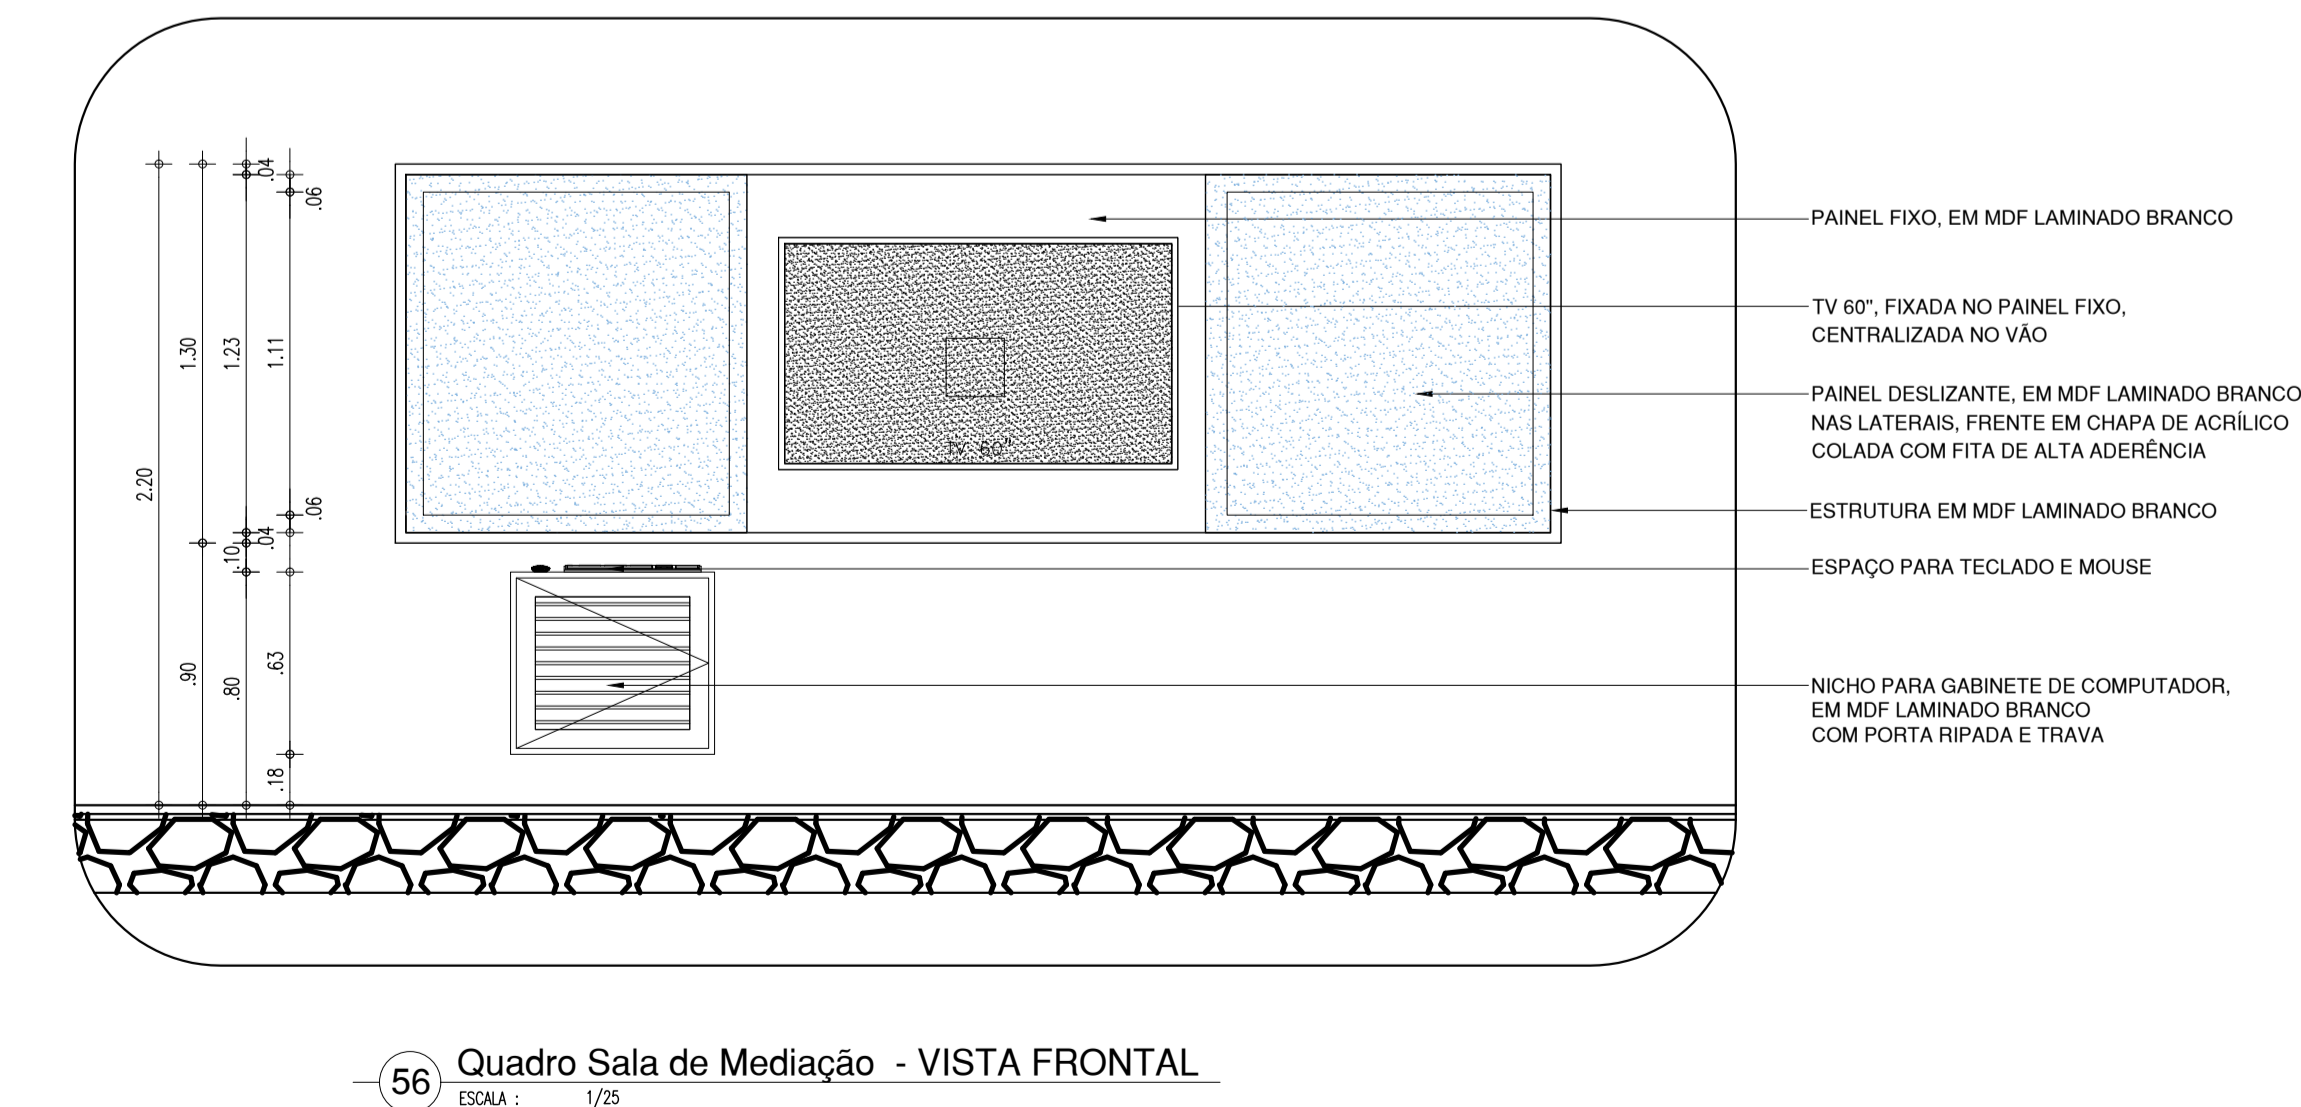 .04
.06
1.30
1.23
1.11
2.20
.06
.04
.10
.90
.80
.63
.18
TV 60"
PAINEL FIXO, EM MDF LAMINADO BRANCO
TV 60", FIXADA NO PAINEL FIXO,
CENTRALIZADA NO VÃO
PAINEL DESLIZANTE, EM MDF LAMINADO BRANCO
NAS LATERAIS, FRENTE EM CHAPA DE ACRÍLICO
COLADA COM FITA DE ALTA ADERÊNCIA
ESTRUTURA EM MDF LAMINADO BRANCO
ESPAÇO PARA TECLADO E MOUSE
NICHO PARA GABINETE DE COMPUTADOR,
EM MDF LAMINADO BRANCO
COM PORTA RIPADA E TRAVA
56 Quadro Sala de Mediação - VISTA FRONTAL
ESCALA : 1/25